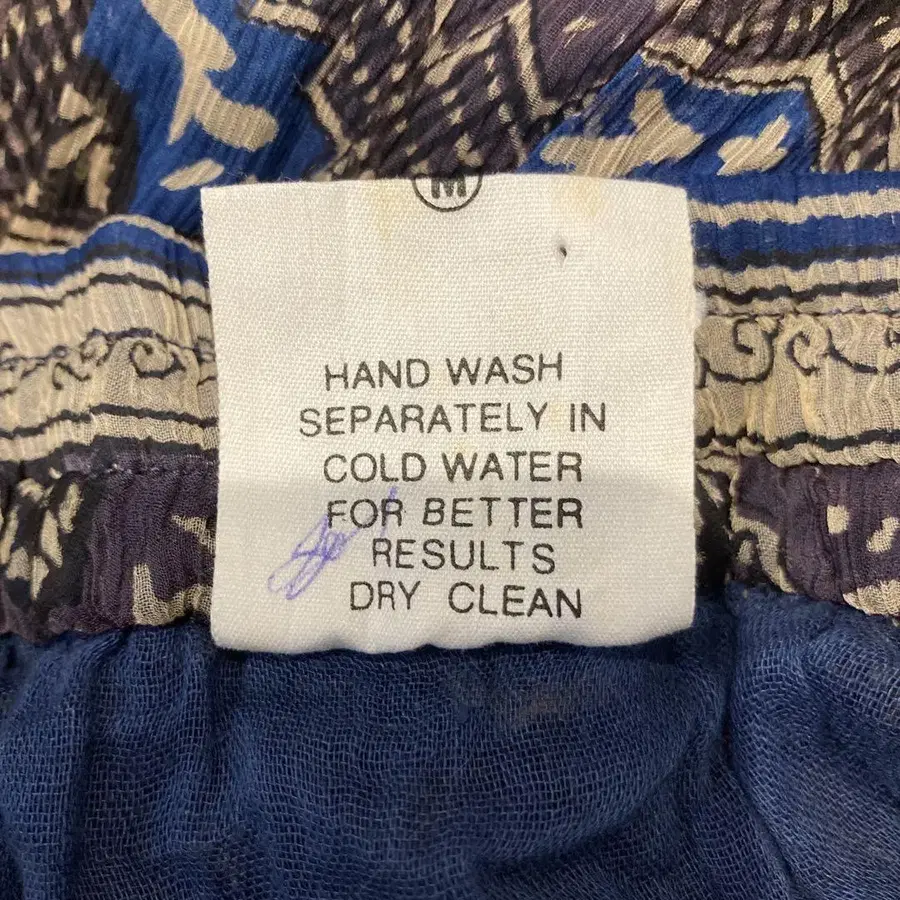 M
HAND WASH
SEPARATELY IN
COLD WATER
FOR BETTER
RESULTS
DRY CLEAN